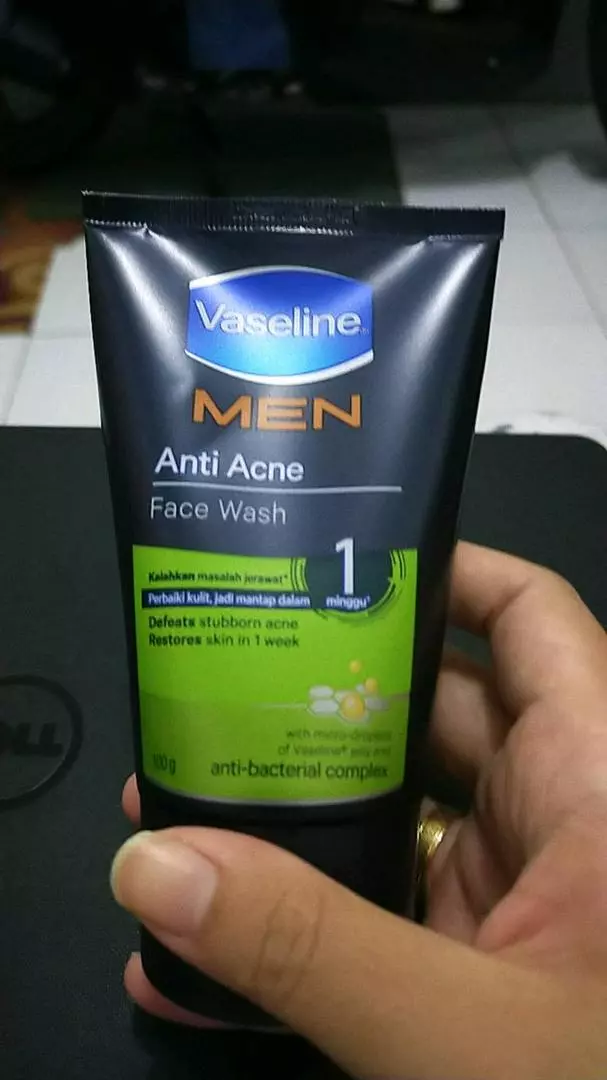 Vaseline
MEN
Anti Acne
Face Wash
Kalahkan masalah jerawat*
Perbaiki kulit, jadi mantap dalam
1
minggu*
Defeats stubborn acne
Restores skin in 1 week
with micro-droplets
of Vaseline® jelly and
anti-bacterial complex
100g